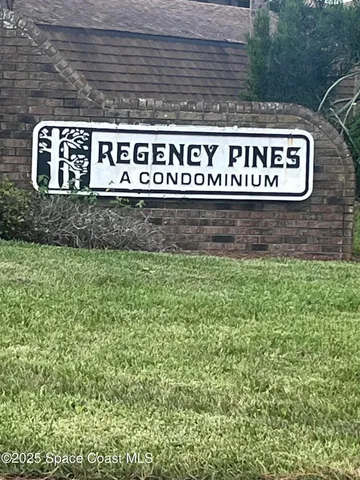 REGENCY PINES
A CONDOMINIUM
©2025 Space Coast MLS